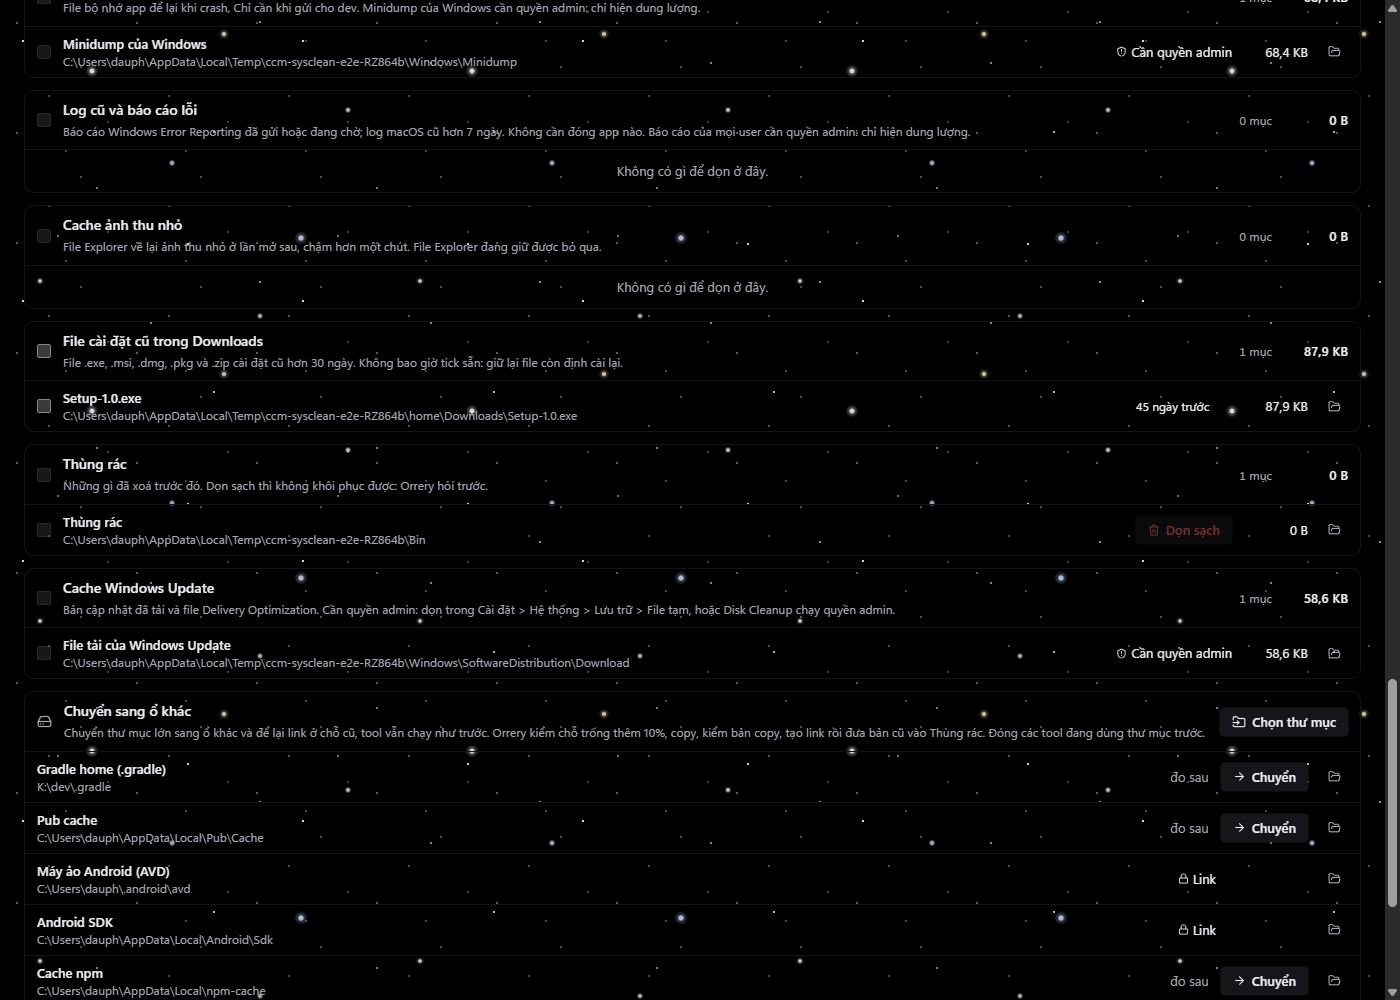 File bộ nhớ app để lại khi crash. Chỉ cần khi gửi cho dev. Minidump của Windows cần quyền admin: chỉ hiện dung lượng.
1 mục
Minidump của Windows
C:\Users\dauph\AppData\Local\Temp\ccm-sysclean-e2e-RZ864b\Windows\Minidump
Cần quyền admin
68,4 KB
Log cũ và báo cáo lỗi
Báo cáo Windows Error Reporting đã gửi hoặc đang chờ; log macOS cũ hơn 7 ngày. Không cần đóng app nào. Báo cáo của mọi user cần quyền admin: chỉ hiện dung lượng.
0 mục
0 B
Không có gì để dọn ở đây.
Cache ảnh thu nhỏ
File Explorer vẽ lại ảnh thu nhỏ ở lần mở sau, chậm hơn một chút. File Explorer đang giữ được bỏ qua.
0 mục
0 B
Không có gì để dọn ở đây.
File cài đặt cũ trong Downloads
File .exe, .msi, .dmg, .pkg và .zip cài đặt cũ hơn 30 ngày. Không bao giờ tick sẵn: giữ lại file còn định cài lại.
1 mục
87,9 KB
Setup-1.0.exe
C:\Users\dauph\AppData\Local\Temp\ccm-sysclean-e2e-RZ864b\home\Downloads\Setup-1.0.exe
45 ngày trước
87,9 KB
Thùng rác
Những gì đã xoá trước đó. Dọn sạch thì không khôi phục được: Orrery hỏi trước.
1 mục
0 B
Thùng rác
C:\Users\dauph\AppData\Local\Temp\ccm-sysclean-e2e-RZ864b\Bin
Dọn sạch
0 B
Cache Windows Update
Bản cập nhật đã tải và file Delivery Optimization. Cần quyền admin: dọn trong Cài đặt > Hệ thống > Lưu trữ > File tạm, hoặc Disk Cleanup chạy quyền admin.
1 mục
58,6 KB
File tải của Windows Update
C:\Users\dauph\AppData\Local\Temp\ccm-sysclean-e2e-RZ864b\Windows\SoftwareDistribution\Download
Cần quyền admin
58,6 KB
Chuyển sang ổ khác
Chuyển thư mục lớn sang ổ khác và để lại link ở chỗ cũ, tool vẫn chạy như trước. Orrery kiểm chỗ trống thêm 10%, copy, kiểm bản copy, tạo link rồi đưa bản cũ vào Thùng rác. Đóng các tool đang dùng thư mục trước.
Chọn thư mục
Gradle home (.gradle)
K:\dev\.gradle
đo sau
Chuyển
Pub cache
C:\Users\dauph\AppData\Local\Pub\Cache
đo sau
Chuyển
Máy ảo Android (AVD)
C:\Users\dauph\.android\avd
Link
Android SDK
C:\Users\dauph\AppData\Local\Android\Sdk
Link
Cache npm
C:\Users\dauph\AppData\Local\npm-cache
đo sau
Chuyển